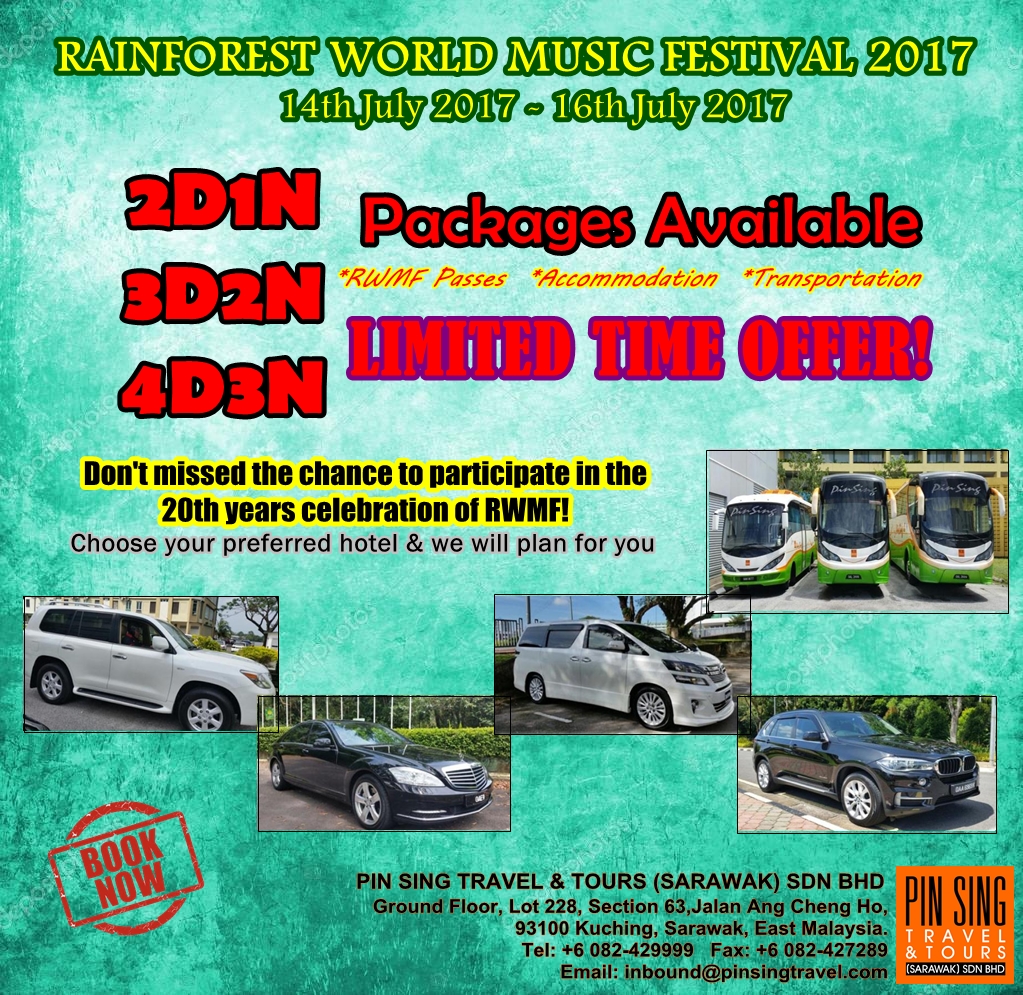 RAINFOREST WORLD MUSIC FESTIVAL 2017
14th July 2017 ~ 16th July 2017
2D1N
3D2N
4D3N
Packages Available
*RWMF Passes *Accommodation *Transportation
LIMITED TIME OFFER!
Don't missed the chance to participate in the
20th years celebration of RWMF!
Choose your preferred hotel & we will plan for you
PinSing
PinSing
PinSing
BOOK
NOW
PIN SING TRAVEL & TOURS (SARAWAK) SDN BHD
Ground Floor, Lot 228, Section 63,Jalan Ang Cheng Ho,
93100 Kuching, Sarawak, East Malaysia.
Tel: +6 082-429999 Fax: +6 082-427289
Email: inbound@pinsingtravel.com
PIN SING
TRAVEL
& TOURS
(SARAWAK) SDN BHD
depositphotos